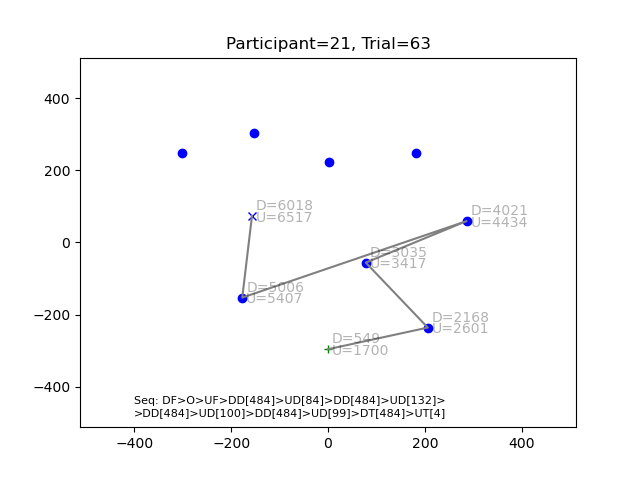 Participant=21, Trial=63
400
200
0
−200
−400
D=6018
U=6517
D=4021
U=4434
D=3035
U=3417
D=5006
U=5407
D=2168
U=2601
D=549
U=1700
Seq: DF>O>UF>DD[484]>UD[84]>DD[484]>UD[132]>
>DD[484]>UD[100]>DD[484]>UD[99]>DT[484]>UT[4]
−400 −200 0 200 400